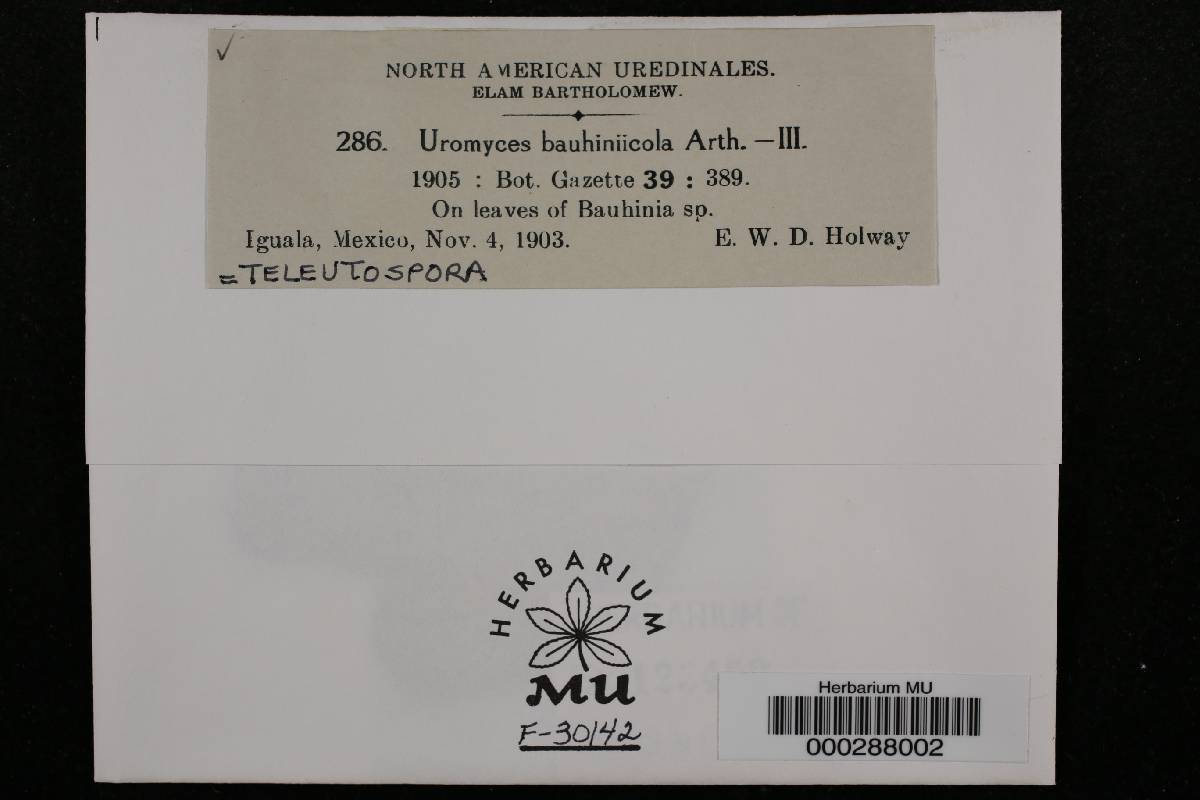 NORTH AMERICAN UREDINALES.
ELAM BARTHOLOMEW.
286. Uromyces bauhiniicola Arth. — III.
1905 : Bot. Gazette 39 : 389.
On leaves of Bauhinia sp.
Iguala, Mexico, Nov. 4, 1903. E. W. D. Holway
=TELEUTOSPORA
HERBARIUM
MU
F-30142
Herbarium MU
000288002